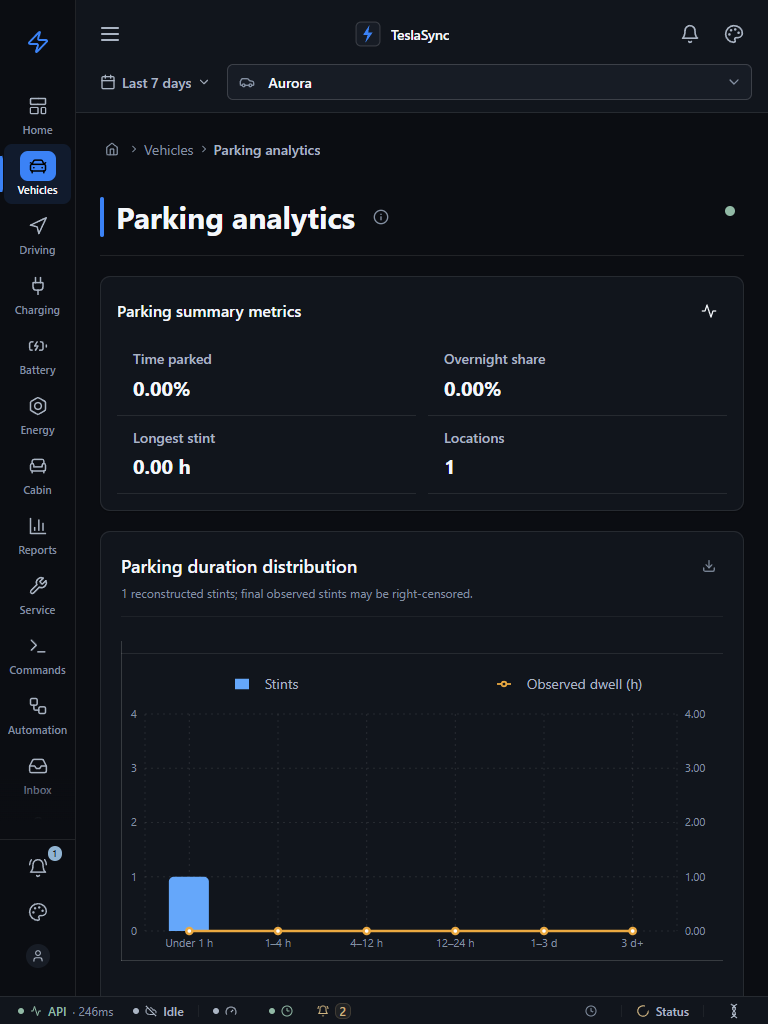 TeslaSync
Last 7 days
Aurora
Home
Vehicles
Driving
Charging
Battery
Energy
Cabin
Reports
Service
Commands
Automation
Inbox
1
Vehicles
Parking analytics
Parking analytics
Parking summary metrics
Time parked
0.00%
Overnight share
0.00%
Longest stint
0.00 h
Locations
1
Parking duration distribution
1 reconstructed stints; final observed stints may be right-censored.
Stints
Observed dwell (h)
4
3
2
1
0
4.00
3.00
2.00
1.00
0.00
Under 1 h
1–4 h
4–12 h
12–24 h
1–3 d
3 d+
API · 246ms
Idle
2
Status